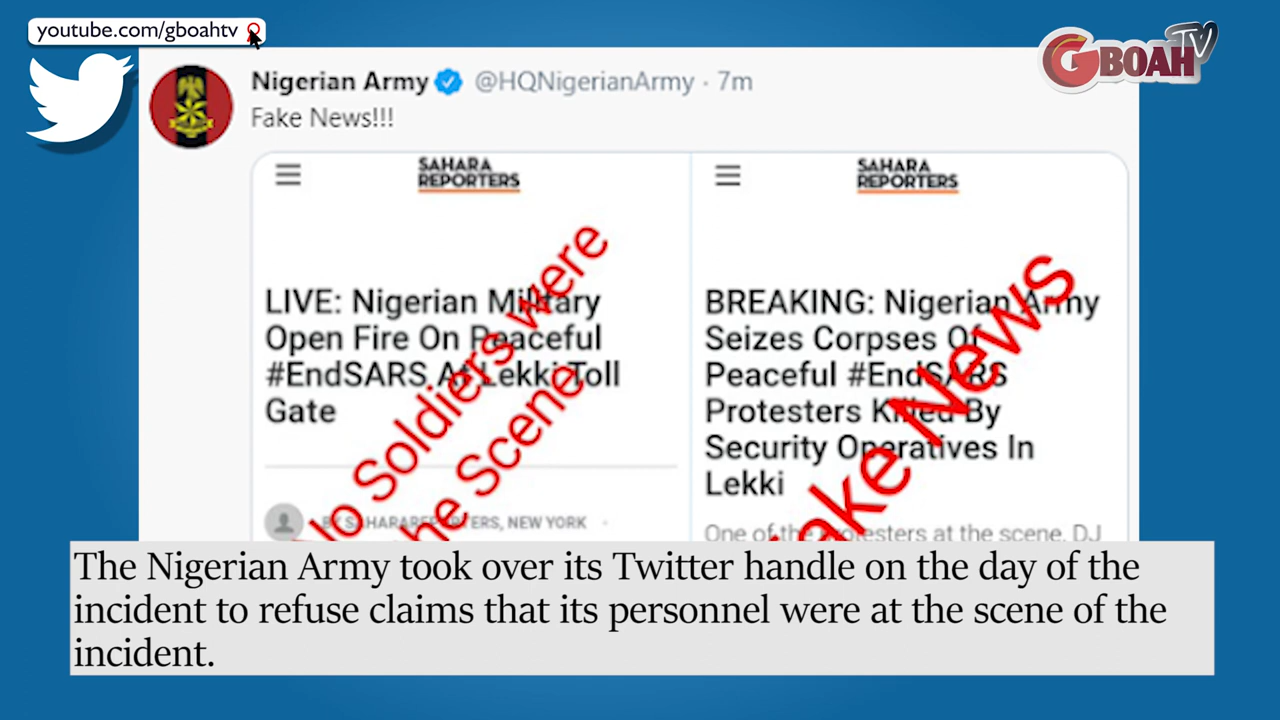 youtube.com/gboahtv
GBOAH TV
Nigerian Army @HQNigerianArmy · 7m
Fake News!!!
SAHARA
REPORTERS
LIVE: Nigerian Military
Open Fire On Peaceful
#EndSARS At Lekki Toll
Gate
BY SAHARAREPORTERS, NEW YORK
No Soldiers were
the Scene
SAHARA
REPORTERS
BREAKING: Nigerian Army
Seizes Corpses Of
Peaceful #EndSARS
Protesters Killed By
Security Operatives In
Lekki
One of the protesters at the scene, DJ
Fake News
The Nigerian Army took over its Twitter handle on the day of the
incident to refuse claims that its personnel were at the scene of the
incident.